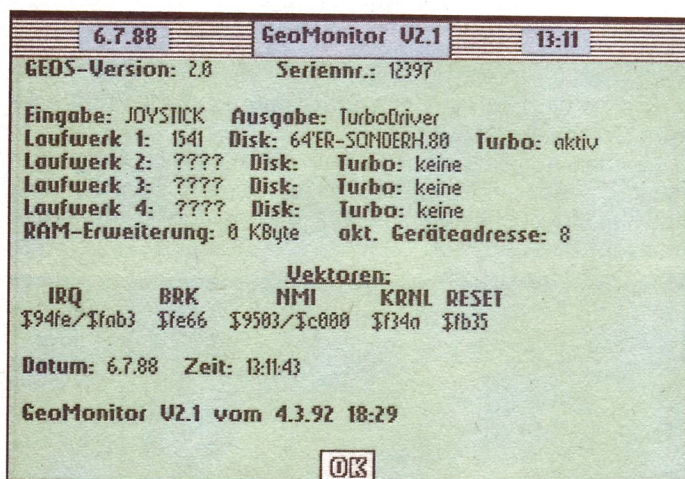 6.7.88 GeoMonitor V2.1 13:11
GEOS-Version: 2.0 Seriennr.: 12397
Eingabe: JOYSTICK Ausgabe: TurboDriver
Laufwerk 1: 1541 Disk: 64'ER-SONDERH.80 Turbo: aktiv
Laufwerk 2: ???? Disk: Turbo: keine
Laufwerk 3: ???? Disk: Turbo: keine
Laufwerk 4: ???? Disk: Turbo: keine
RAM-Erweiterung: 0 KByte akt. Geräteadresse: 8
Vektoren:
IRQ BRK NMI KRNL RESET
$94fe/$fab3 $fe66 $9503/$c000 $f34a $fb35
Datum: 6.7.88 Zeit: 13:11:43
GeoMonitor V2.1 vom 4.3.92 18:29
OK